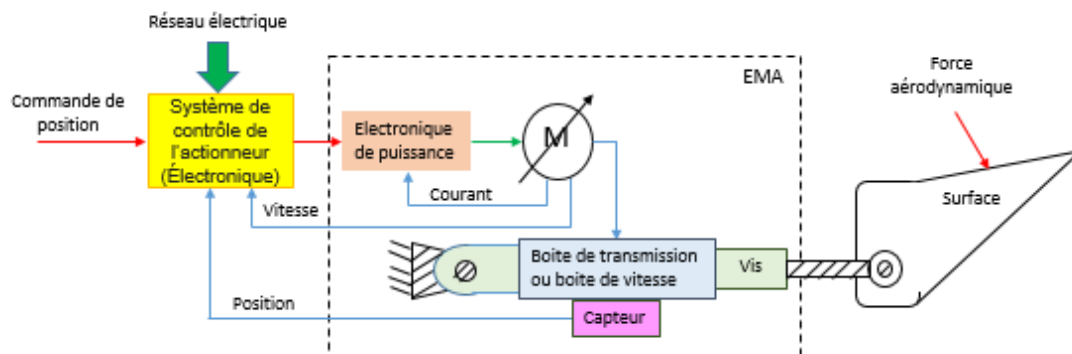 Réseau électrique
Commande de
position
Système de
contrôle de
l'actionneur
(Électronique)
EMA
Electronique
de puissance
M
Courant
Vitesse
Force
aérodynamique
Surface
Boite de transmission
ou boite de vitesse
Vis
Position
Capteur